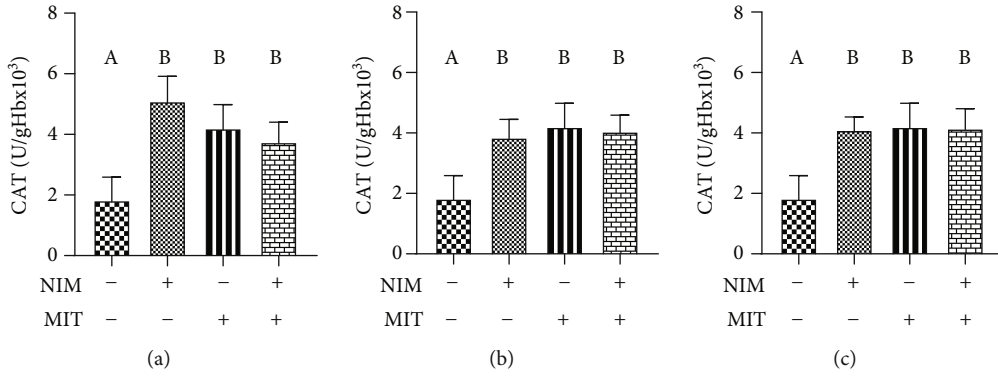 CAT (U/gHbx10³)
8
6
4
2
0
A B B B
NIM − + − +
MIT − − + +
(a)
CAT (U/gHbx10³)
8
6
4
2
0
A B B B
− + − +
− − + +
NIM
MIT
(b)
CAT (U/gHbx10³)
8
6
4
2
0
A B B B
NIM − + − +
MIT − − + +
(c)